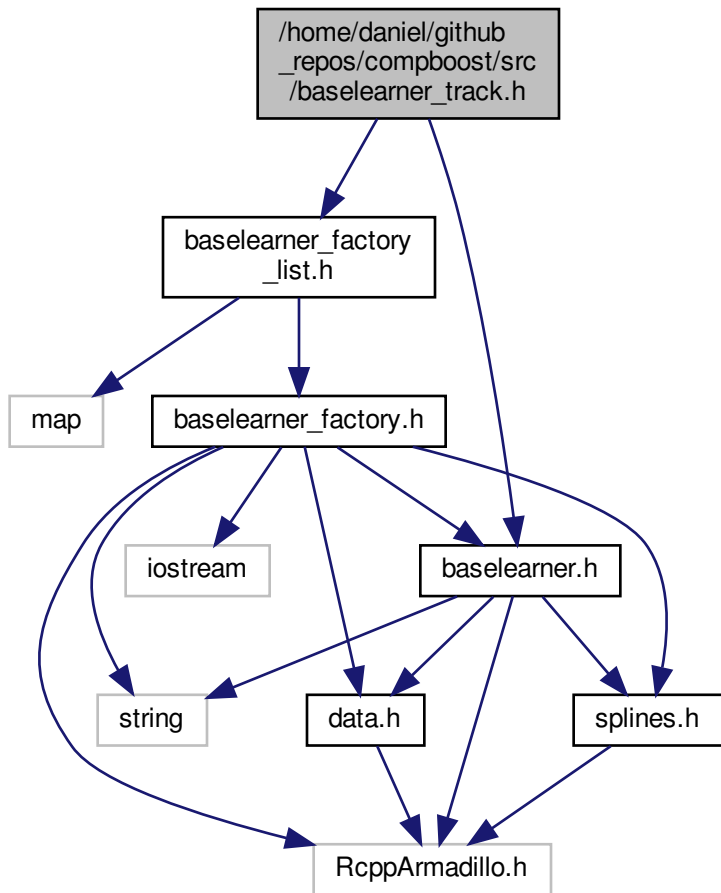 /home/daniel/github
_repos/compboost/src
/baselearner_track.h
baselearner_factory
_list.h
map
baselearner_factory.h
iostream
baselearner.h
string
data.h
splines.h
RcppArmadillo.h